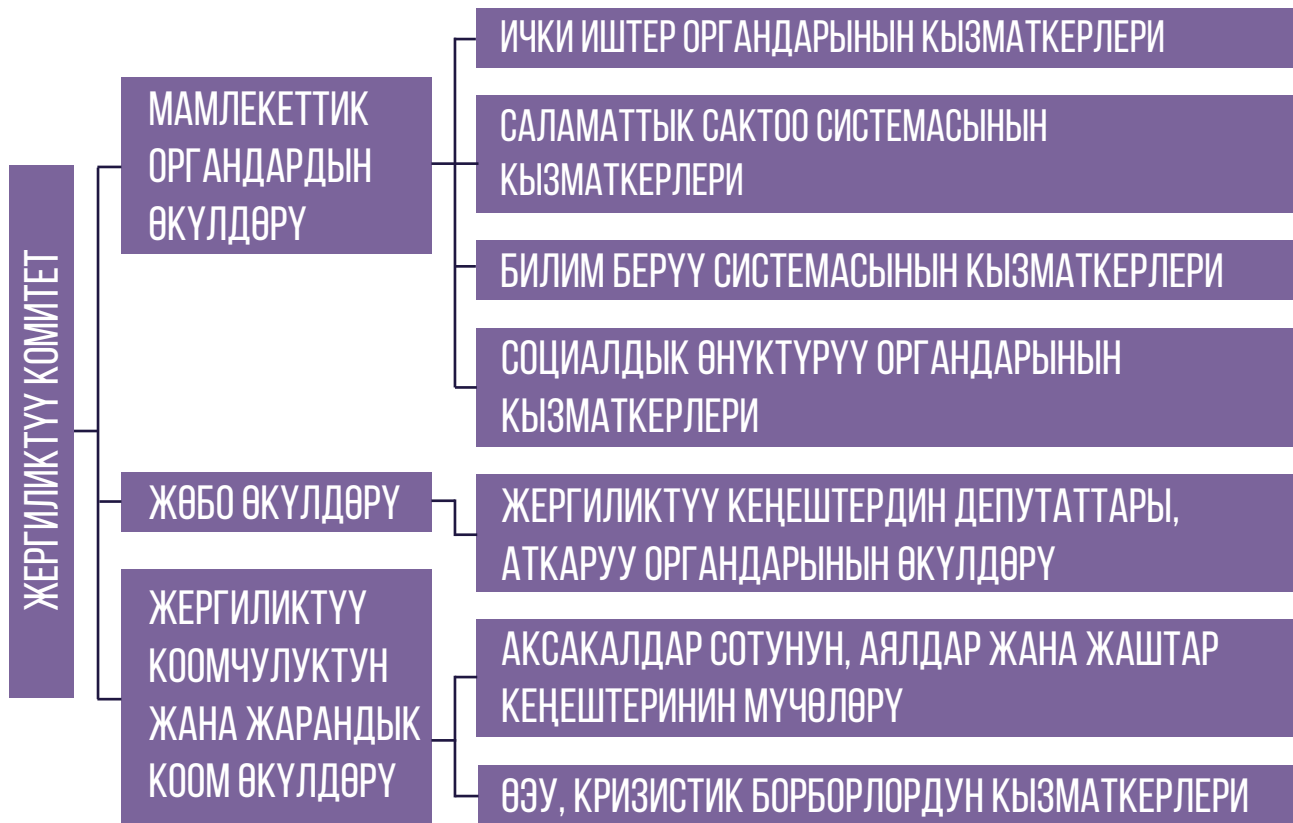 ЖЕРГИЛИКТҮҮ КОМИТЕТ
МАМЛЕКЕТТИК
ОРГАНДАРДЫН
ӨКҮЛДӨРҮ
ИЧКИ ИШТЕР ОРГАНДАРЫНЫН КЫЗМАТКЕРЛЕРИ
САЛАМАТТЫК САКТОО СИСТЕМАСЫНЫН
КЫЗМАТКЕРЛЕРИ
БИЛИМ БЕРҮҮ СИСТЕМАСЫНЫН КЫЗМАТКЕРЛЕРИ
СОЦИАЛДЫК ӨНҮКТҮРҮҮ ОРГАНДАРЫНЫН
КЫЗМАТКЕРЛЕРИ
ЖӨБО ӨКҮЛДӨРҮ
ЖЕРГИЛИКТҮҮ КЕҢЕШТЕРДИН ДЕПУТАТТАРЫ,
АТКАРУУ ОРГАНДАРЫНЫН ӨКҮЛДӨРҮ
ЖЕРГИЛИКТҮҮ
КООМЧУЛУКТУН
ЖАНА ЖАРАНДЫК
КООМ ӨКҮЛДӨРҮ
АКСАКАЛДАР СОТУНУН, АЯЛДАР ЖАНА ЖАШТАР
КЕҢЕШТЕРИНИН МҮЧӨЛӨРҮ
ӨЭУ, КРИЗИСТИК БОРБОРЛОРДУН КЫЗМАТКЕРЛЕРИ